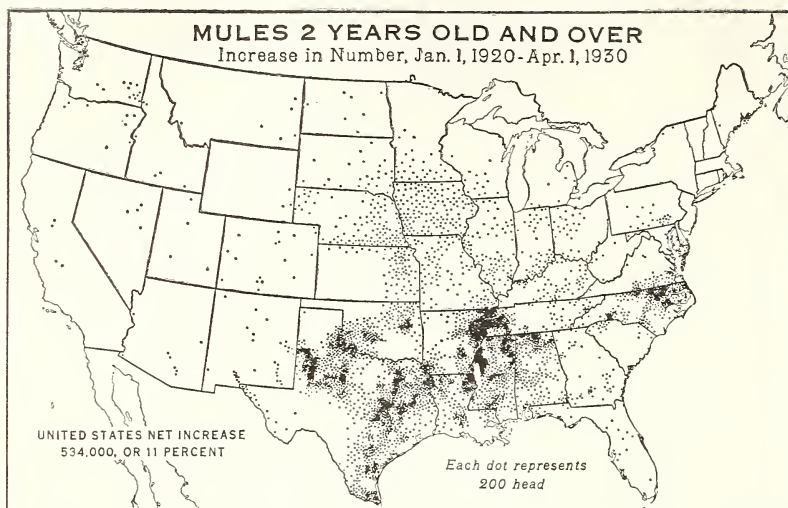 MULES 2 YEARS OLD AND OVER
Increase in Number, Jan. 1, 1920-Apr. 1, 1930
UNITED STATES NET INCREASE
534,000, OR 11 PERCENT
Each dot represents
200 head